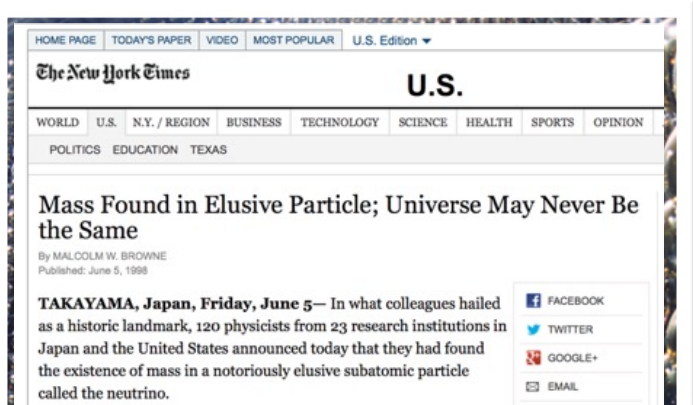 HOME PAGE TODAY'S PAPER VIDEO MOST POPULAR U.S. Edition
The New York Times
U.S.
WORLD U.S. N.Y. / REGION BUSINESS TECHNOLOGY SCIENCE HEALTH SPORTS OPINION
POLITICS EDUCATION TEXAS
Mass Found in Elusive Particle; Universe May Never Be
the Same
By MALCOLM W. BROWNE
Published: June 5, 1998
TAKAYAMA, Japan, Friday, June 5— In what colleagues hailed
as a historic landmark, 120 physicists from 23 research institutions in
Japan and the United States announced today that they had found
the existence of mass in a notoriously elusive subatomic particle
called the neutrino.
FACEBOOK
TWITTER
GOOGLE+
EMAIL